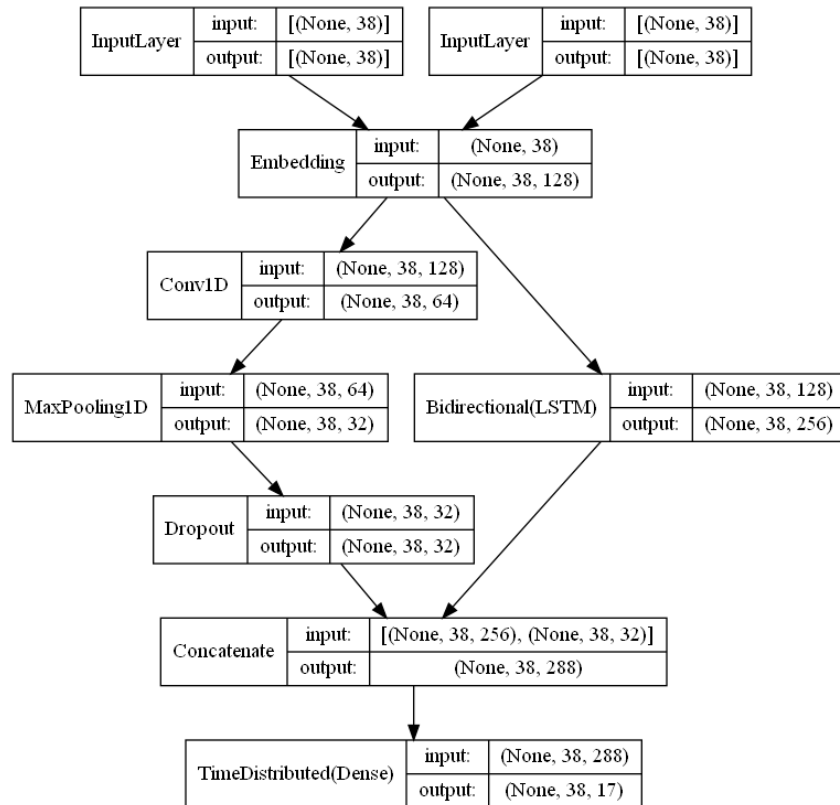 InputLayer input: [(None, 38)] output: [(None, 38)]
InputLayer input: [(None, 38)] output: [(None, 38)]
Embedding input: (None, 38) output: (None, 38, 128)
Conv1D input: (None, 38, 128) output: (None, 38, 64)
MaxPooling1D input: (None, 38, 64) output: (None, 38, 32)
Bidirectional(LSTM) input: (None, 38, 128) output: (None, 38, 256)
Dropout input: (None, 38, 32) output: (None, 38, 32)
Concatenate input: [(None, 38, 256), (None, 38, 32)] output: (None, 38, 288)
TimeDistributed(Dense) input: (None, 38, 288) output: (None, 38, 17)